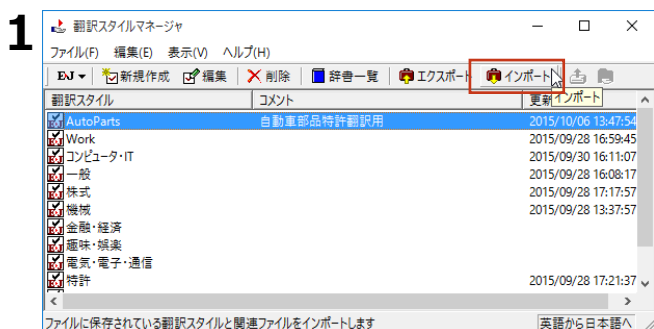 1
翻訳スタイルマネージャ
ファイル(F) 編集(E) 表示(V) ヘルプ(H)
EJ 新規作成 編集 削除 辞書一覧 エクスポート インポート
翻訳スタイル コメント 更新 インポート
AutoParts 自動車部品特許翻訳用 2015/10/06 13:47:54
Work 2015/09/28 16:59:45
コンピュータ・IT 2015/09/30 16:11:07
一般 2015/09/28 16:08:17
株式 2015/09/28 17:17:57
機械 2015/09/28 13:37:57
金融・経済
趣味・娯楽
電気・電子・通信
特許 2015/09/28 17:21:37
ファイルに保存されている翻訳スタイルと関連ファイルをインポートします 英語から日本語へ